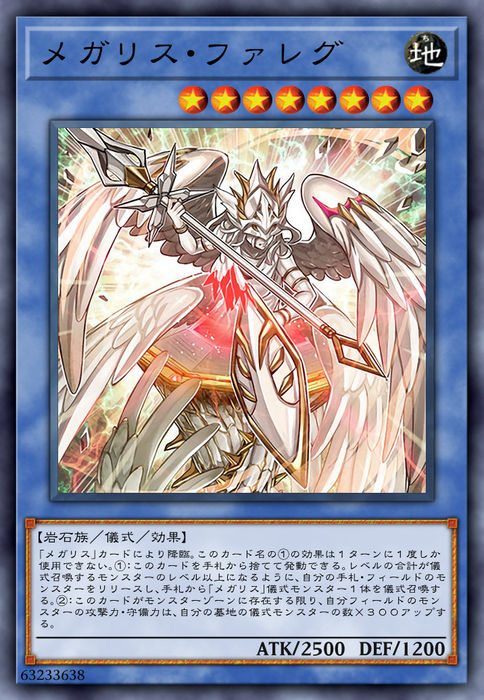 メガリス・ファレグ
ち
地
【岩石族／儀式／効果】
「メガリス」カードにより降臨。このカード名の①の効果は１ターンに１度しか
使用できない。①：このカードを手札から捨てて発動できる。レベルの合計が儀
式召喚するモンスターのレベル以上になるように、自分の手札・フィールドのモ
ンスターをリリースし、手札から「メガリス」儀式モンスター１体を儀式召喚す
る。②：このカードがモンスターゾーンに存在する限り、自分フィールドのモン
スターの攻撃力・守備力は、自分の墓地の儀式モンスターの数×３００アップす
る。
ATK/2500 DEF/1200
63233638